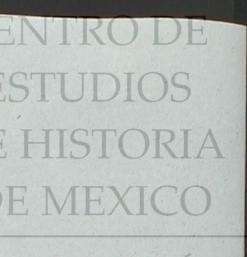 ENTRO DE
ESTUDIOS
E HISTORIA
DE MEXICO